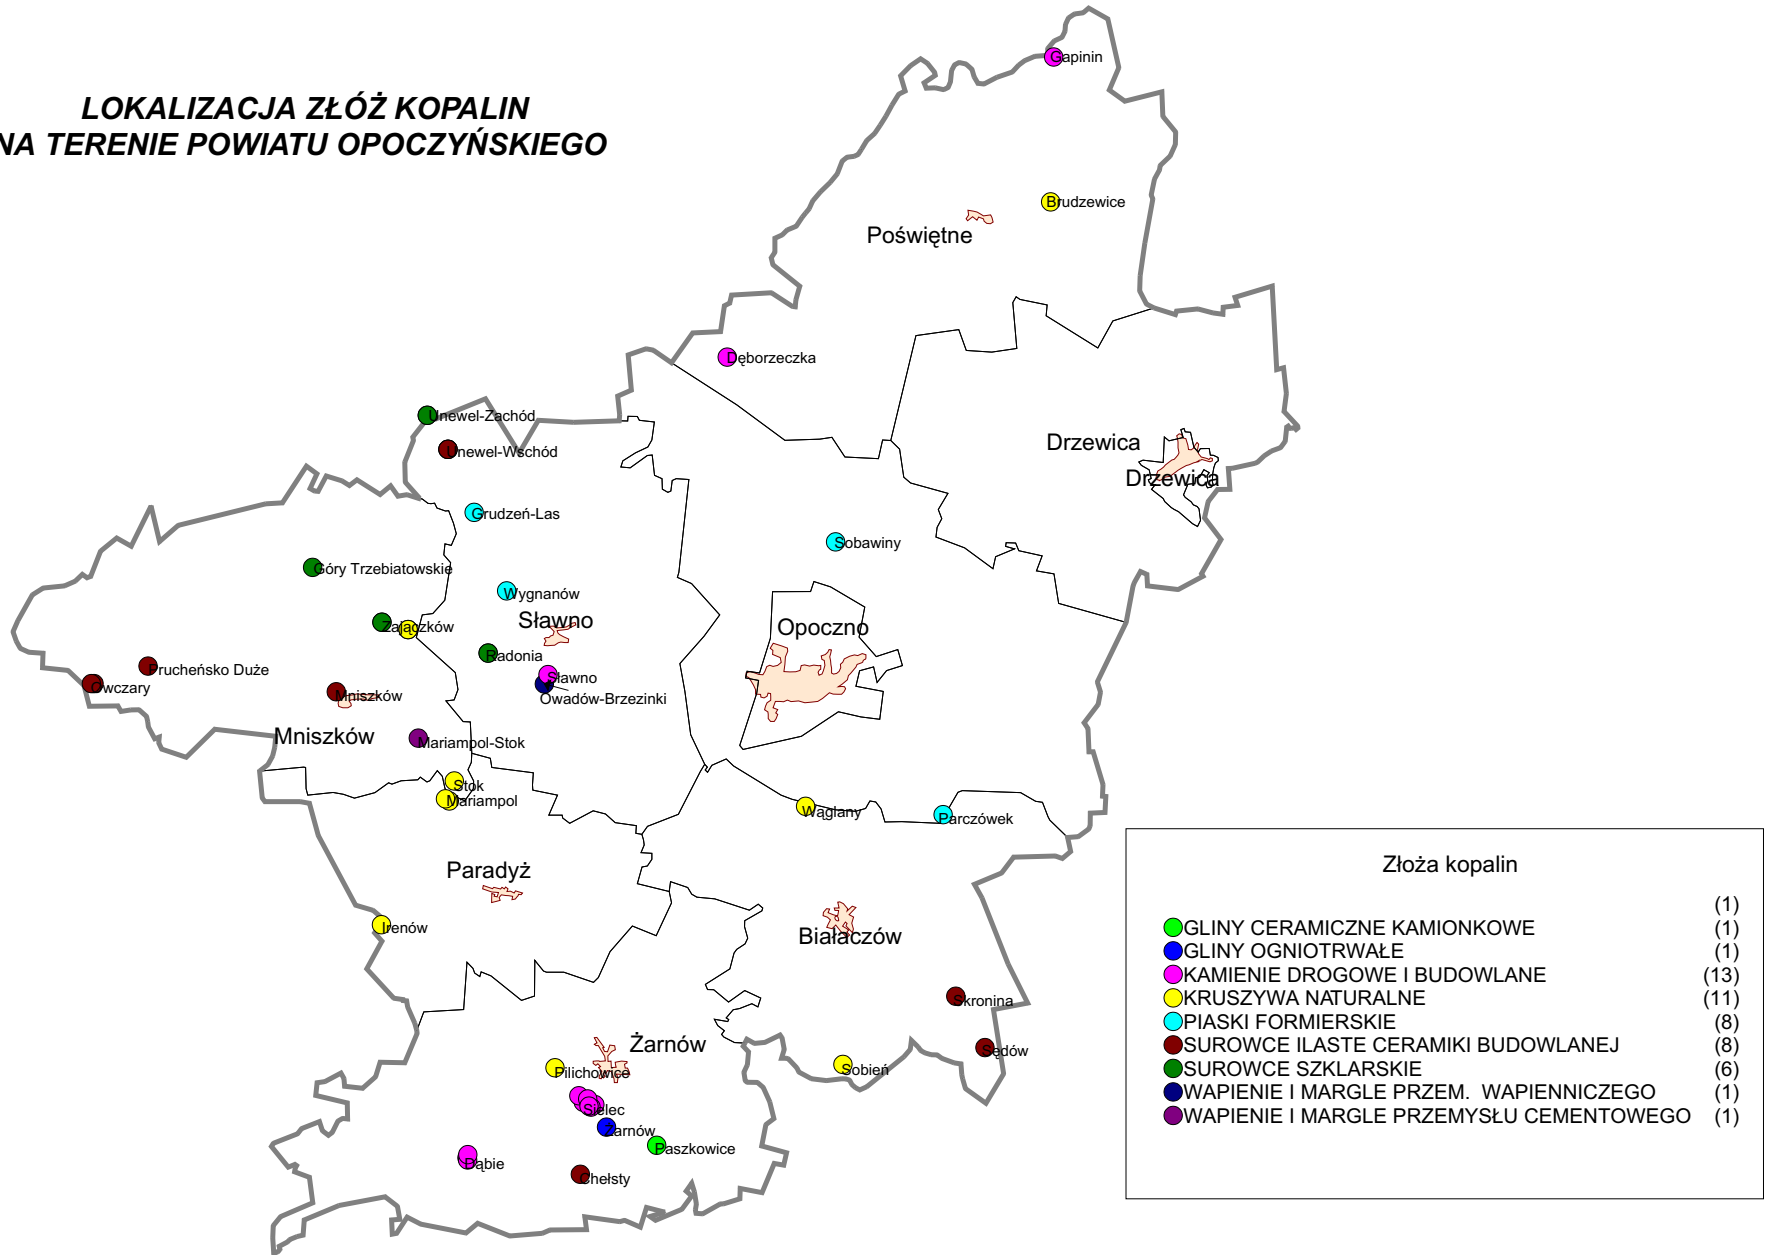 LOKALIZACJA ZŁÓŻ KOPALIN
NA TERENIE POWIATU OPOCZYŃSKIEGO
Gapinin
Brudzewice
Poświętne
Dęborzeczka
Unewel-Zachód
Unewel-Wschód
Drzewica
Drzewica
Grudzeń-Las
Sobawiny
Góry Trzebiatowskie
Wygnanów
Sławno
Zajączków
Opoczno
Radonia
Prucheńsko Duże
Sławno
Owczary
Mniszków
Owadów-Brzezinki
Mniszków
Mariampol-Stok
Stok
Mariampol
Wąglany
Parczówek
Paradyż
Irenów
Białaczów
Skronina
Żarnów
Sędów
Pilichowice
Sobień
Sielec
Żarnów
Paszkowice
Dąbie
Chełsty
Złoża kopalin
(1)
GLINY CERAMICZNE KAMIONKOWE (1)
GLINY OGNIOTRWAŁE (1)
KAMIENIE DROGOWE I BUDOWLANE (13)
KRUSZYWA NATURALNE (11)
PIASKI FORMIERSKIE (8)
SUROWCE ILASTE CERAMIKI BUDOWLANEJ (8)
SUROWCE SZKLARSKIE (6)
WAPIENIE I MARGLE PRZEM. WAPIENNICZEGO (1)
WAPIENIE I MARGLE PRZEMYSŁU CEMENTOWEGO (1)